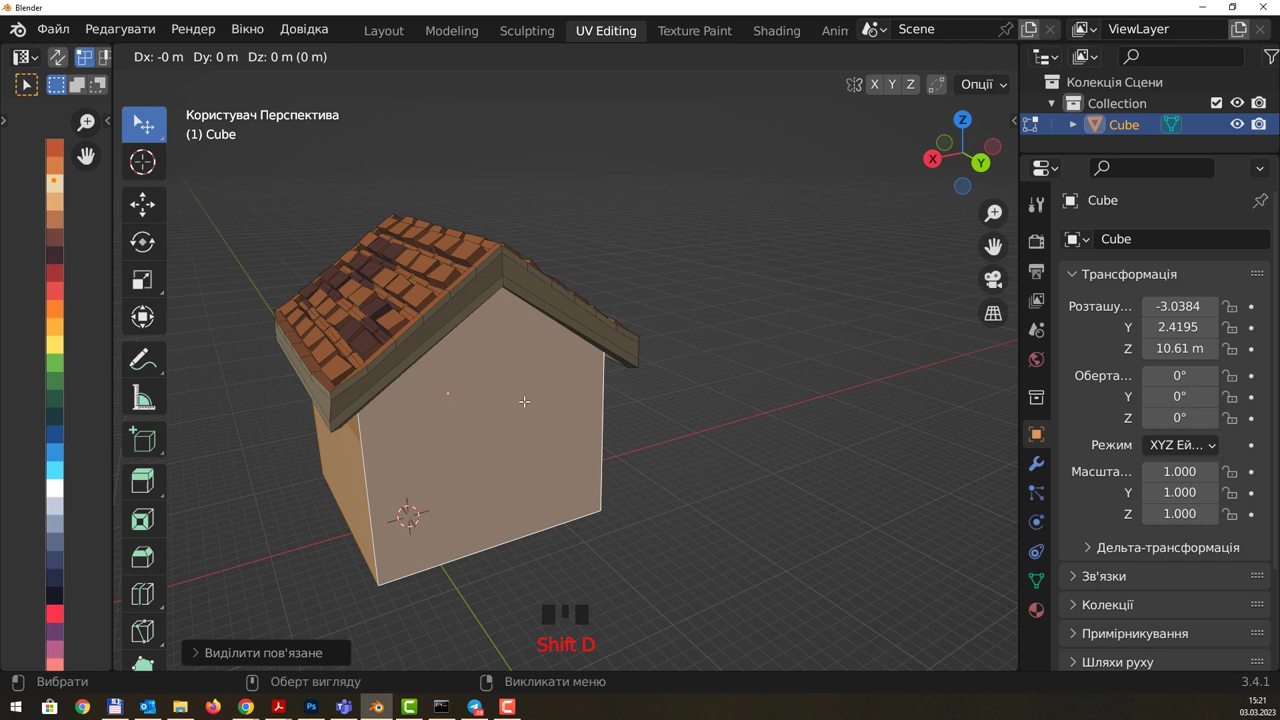 Blender
Файл Редагувати Рендер Вікно Довідка Layout Modeling Sculpting UV Editing Texture Paint Shading Anim Scene ViewLayer
Dx: -0 m Dy: 0 m Dz: 0 m (0 m)
X Y Z Опції
Користувач Перспектива
(1) Cube
Z
X
Y
Колекція Сцени
Collection
Cube
Cube
Cube
Трансформація
Розташу... -3.0384
Y 2.4195
Z 10.61 m
Оберта... 0°
Y 0°
Z 0°
Режим XYZ Ей...
Масшта... 1.000
Y 1.000
Z 1.000
Дельта-трансформація
Зв'язки
Колекції
Примірникування
Шляхи руху
Shift D
Виділити пов'язане
Вибрати Оберт вигляду Викликати меню 3.4.1
15:21
03.03.2023